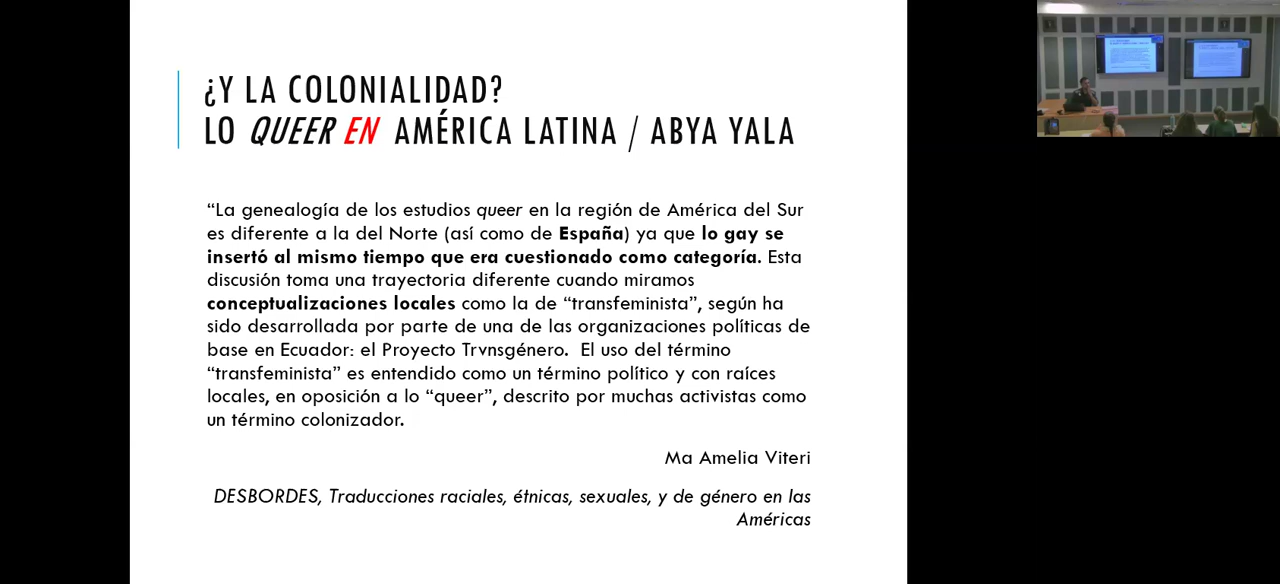 ¿Y LA COLONIALIDAD?
LO QUEER EN AMÉRICA LATINA / ABYA YALA
“La genealogía de los estudios queer en la región de América del Sur
es diferente a la del Norte (así como de España) ya que lo gay se
insertó al mismo tiempo que era cuestionado como categoría. Esta
discusión toma una trayectoria diferente cuando miramos
conceptualizaciones locales como la de “transfeminista”, según ha
sido desarrollada por parte de una de las organizaciones políticas de
base en Ecuador: el Proyecto Trvnsgénero. El uso del término
“transfeminista” es entendido como un término político y con raíces
locales, en oposición a lo “queer”, descrito por muchas activistas como
un término colonizador.
Ma Amelia Viteri
DESBORDES, Traducciones raciales, étnicas, sexuales, y de género en las
Américas